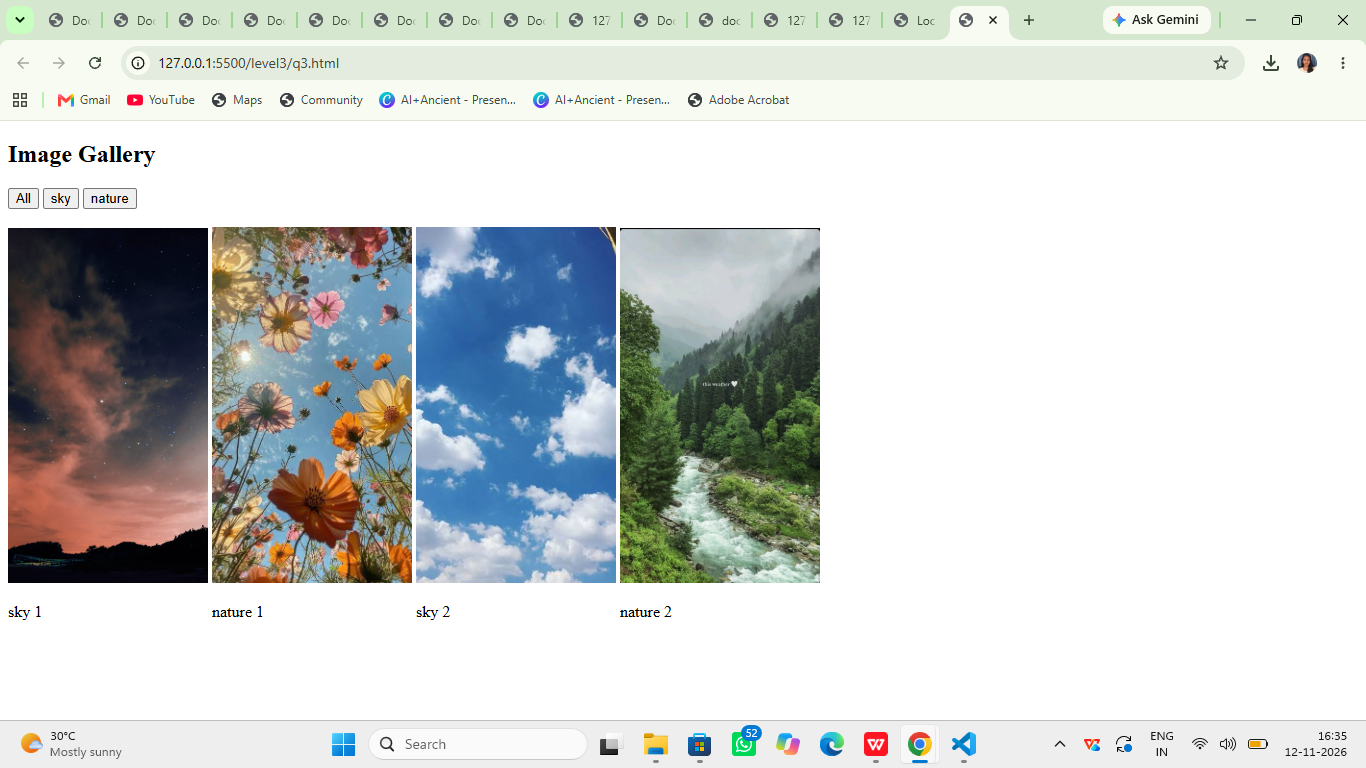 Doc Doc Doc Doc Doc Doc Doc Doc 127 Doc doc 127 127 Loc
Ask Gemini
127.0.0.1:5500/level3/q3.html
Gmail YouTube Maps Community AI+Ancient - Presen... AI+Ancient - Presen... Adobe Acrobat
Image Gallery
All sky nature
this weather 🤍
sky 1 nature 1 sky 2 nature 2
30°C
Mostly sunny
Search
52
ENG
IN
16:35
12-11-2026